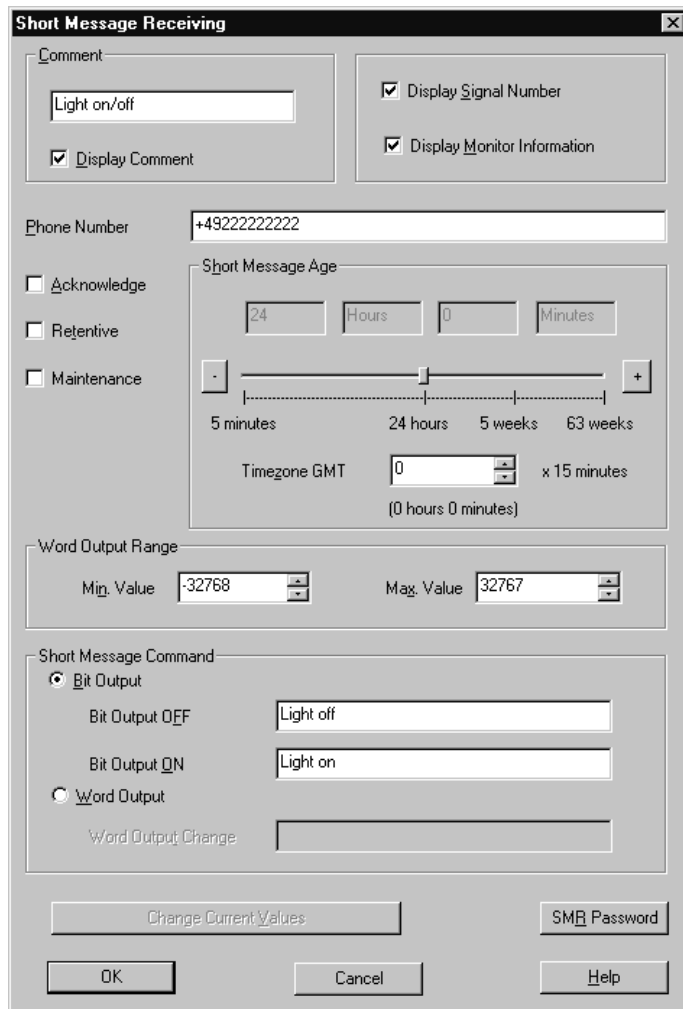 Short Message Receiving
Comment
Light on/off
Display Comment
Display Signal Number
Display Monitor Information
Phone Number
+49222222222
Acknowledge
Retentive
Maintenance
Short Message Age
24 Hours 0 Minutes
- +
5 minutes 24 hours 5 weeks 63 weeks
Timezone GMT 0 x 15 minutes
(0 hours 0 minutes)
Word Output Range
Min. Value -32768 Max. Value 32767
Short Message Command
Bit Output
Bit Output OFF Light off
Bit Output ON Light on
Word Output
Word Output Change
Change Current Values SMR Password
OK Cancel Help